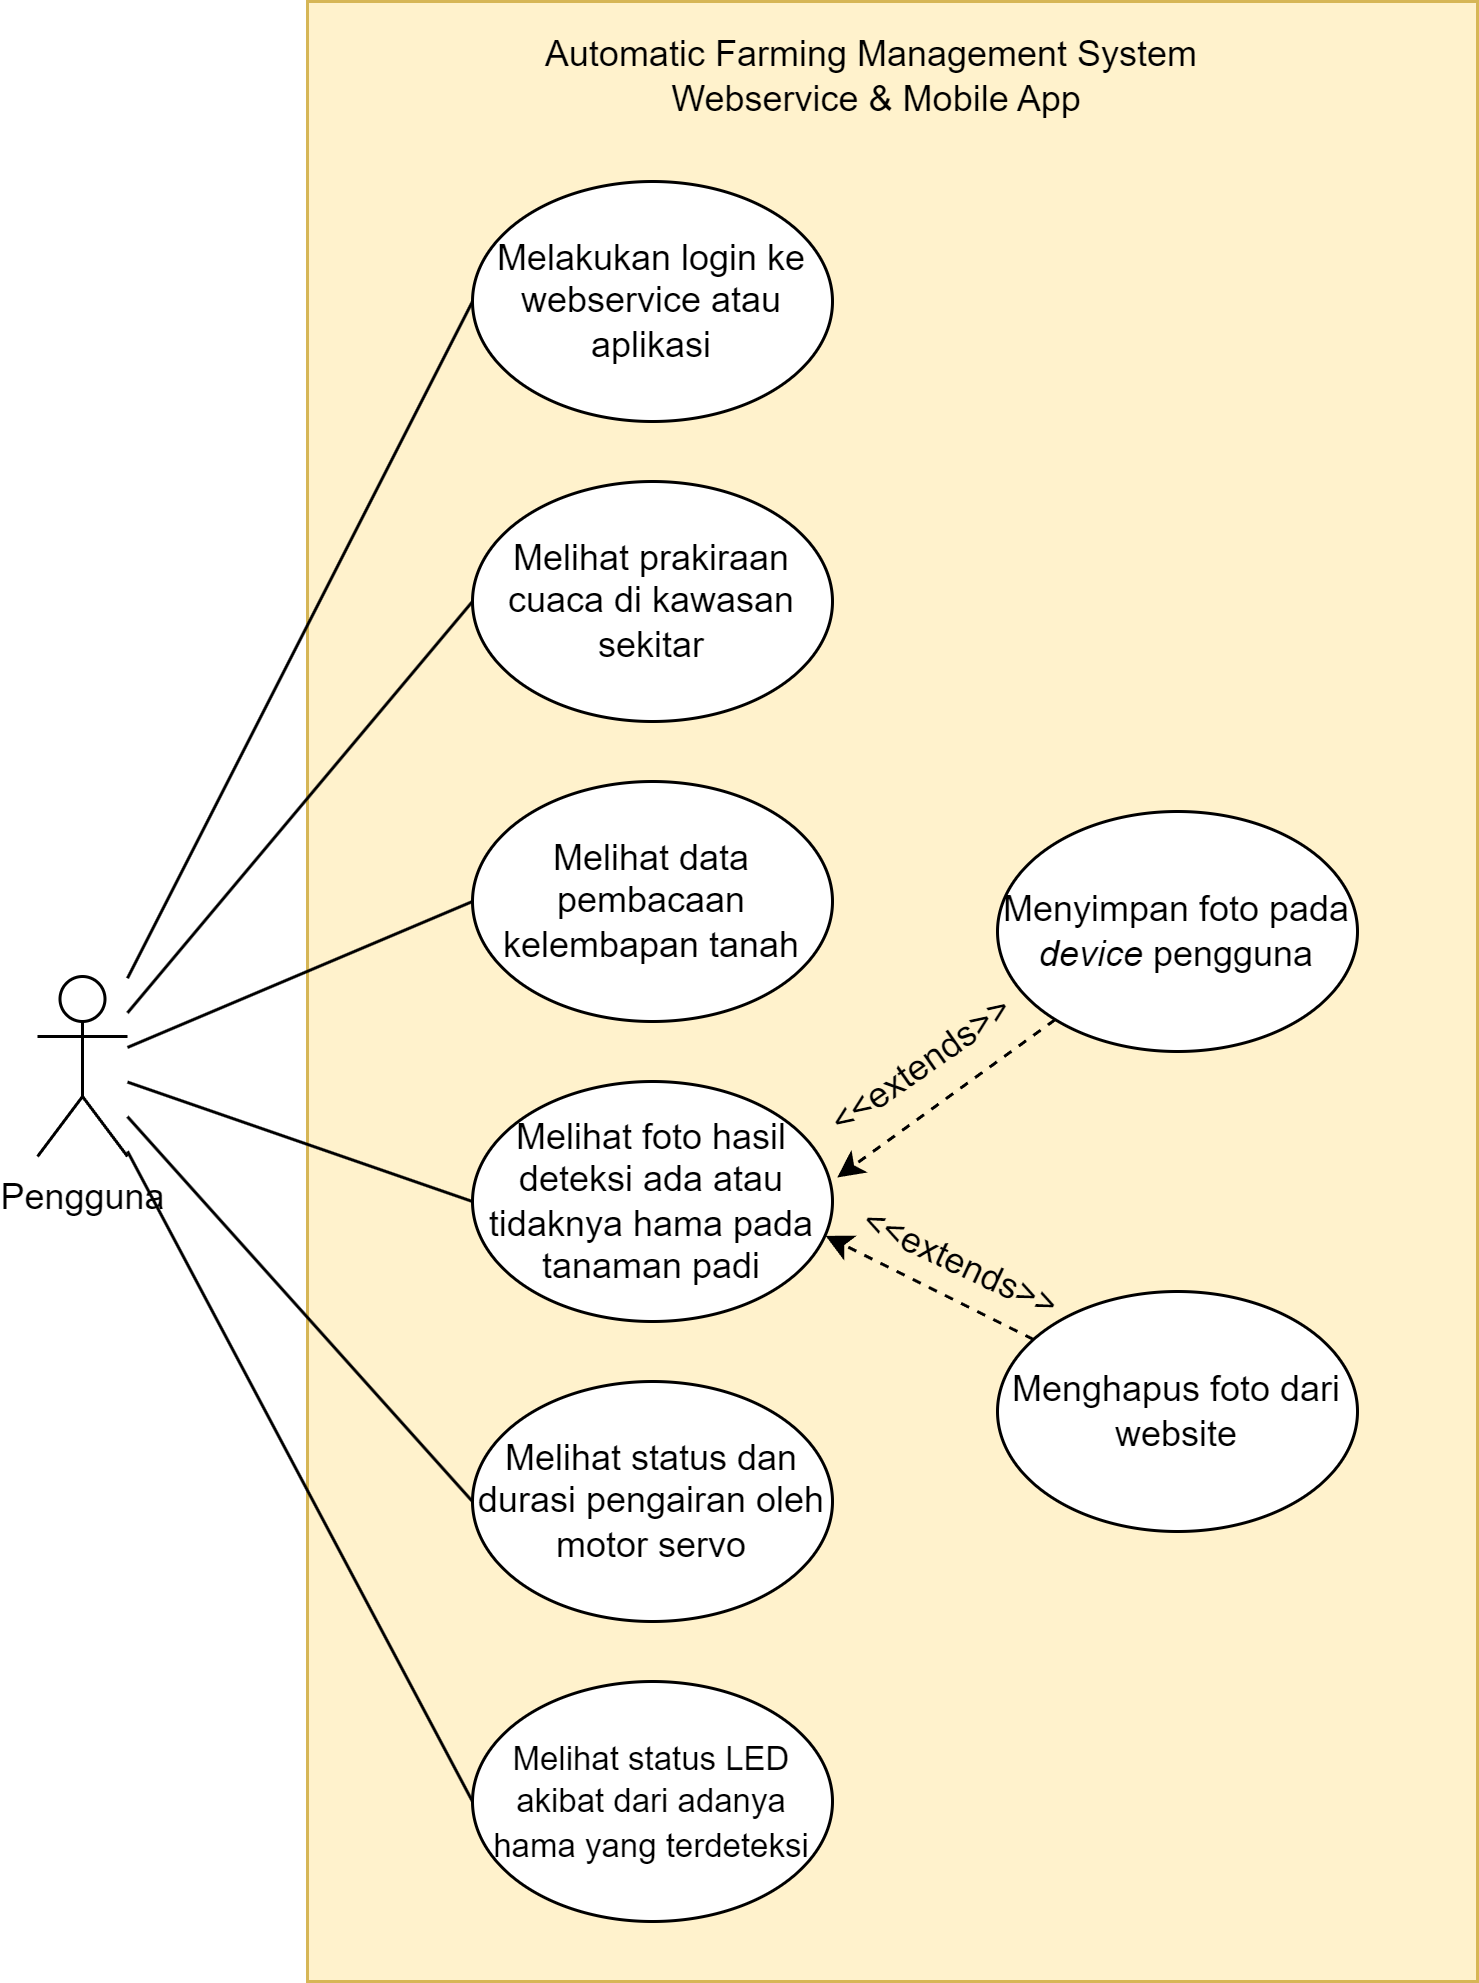 Automatic Farming Management System
Webservice & Mobile App
Melakukan login ke
webservice atau
aplikasi
Melihat prakiraan
cuaca di kawasan
sekitar
Melihat data
pembacaan
kelembapan tanah
Menyimpan foto pada
device pengguna
<<extends>>
Pengguna
Melihat foto hasil
deteksi ada atau
tidaknya hama pada
tanaman padi
<<extends>>
Menghapus foto dari
website
Melihat status dan
durasi pengairan oleh
motor servo
Melihat status LED
akibat dari adanya
hama yang terdeteksi